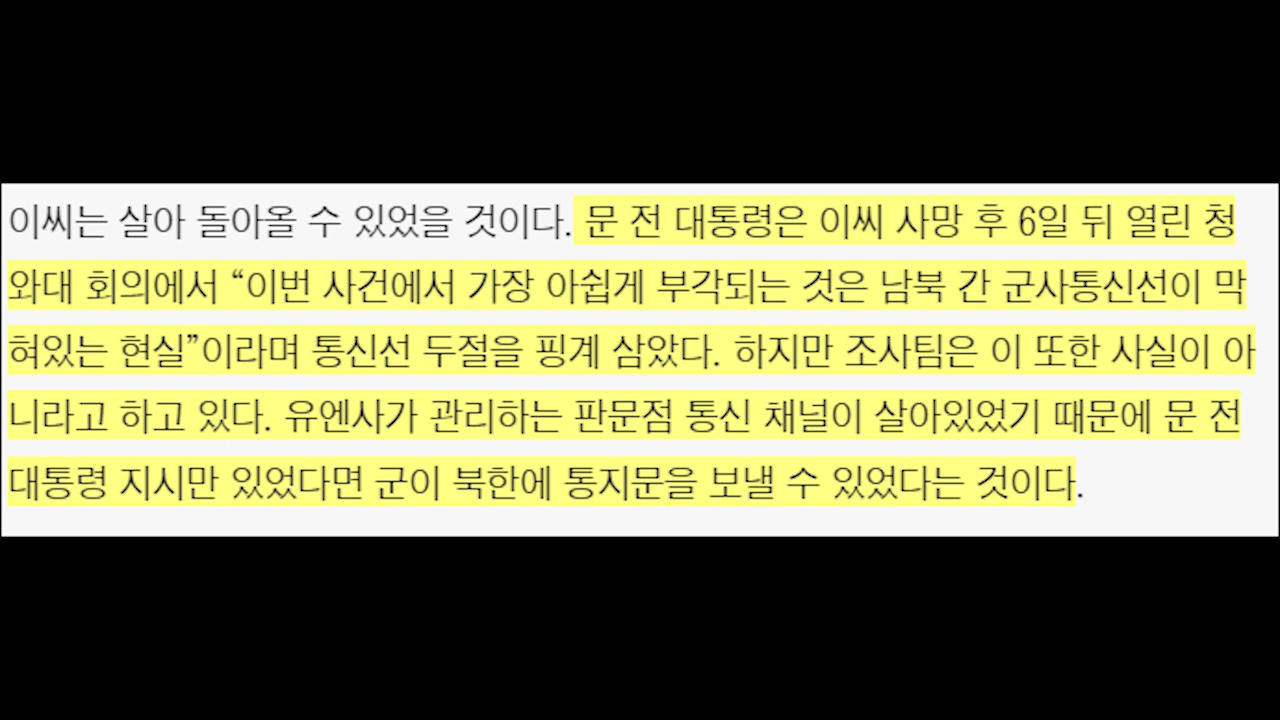 이씨는 살아 돌아올 수 있었을 것이다. 문 전 대통령은 이씨 사망 후 6일 뒤 열린 청
와대 회의에서 “이번 사건에서 가장 아쉽게 부각되는 것은 남북 간 군사통신선이 막
혀있는 현실”이라며 통신선 두절을 핑계 삼았다. 하지만 조사팀은 이 또한 사실이 아
니라고 하고 있다. 유엔사가 관리하는 판문점 통신 채널이 살아있었기 때문에 문 전
대통령 지시만 있었다면 군이 북한에 통지문을 보낼 수 있었다는 것이다.